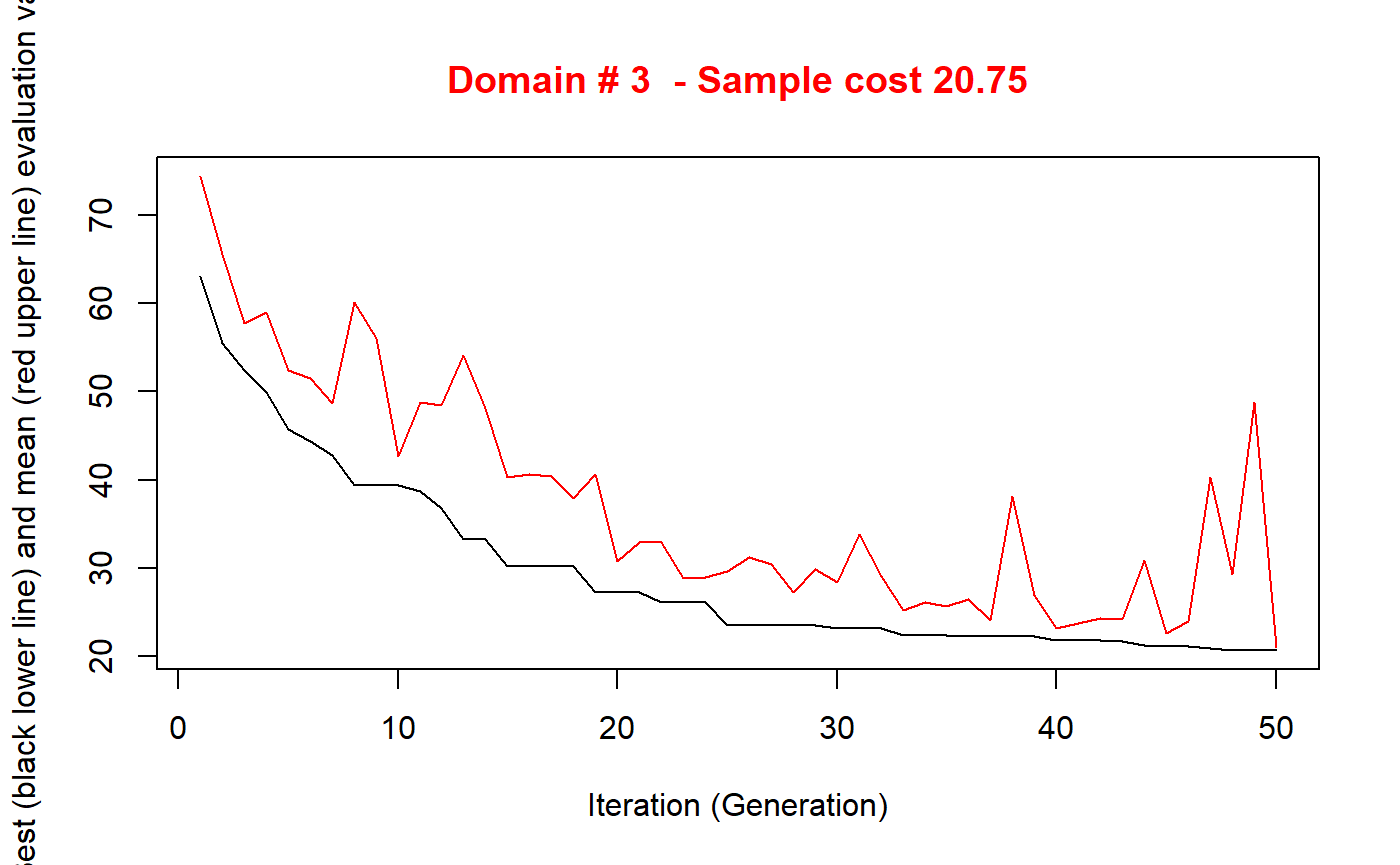 Domain # 3  - Sample cost 20.75
est (black lower line) and mean (red upper line) evaluation
70
60
50
40
30
20
0 10 20 30 40 50
Iteration (Generation)